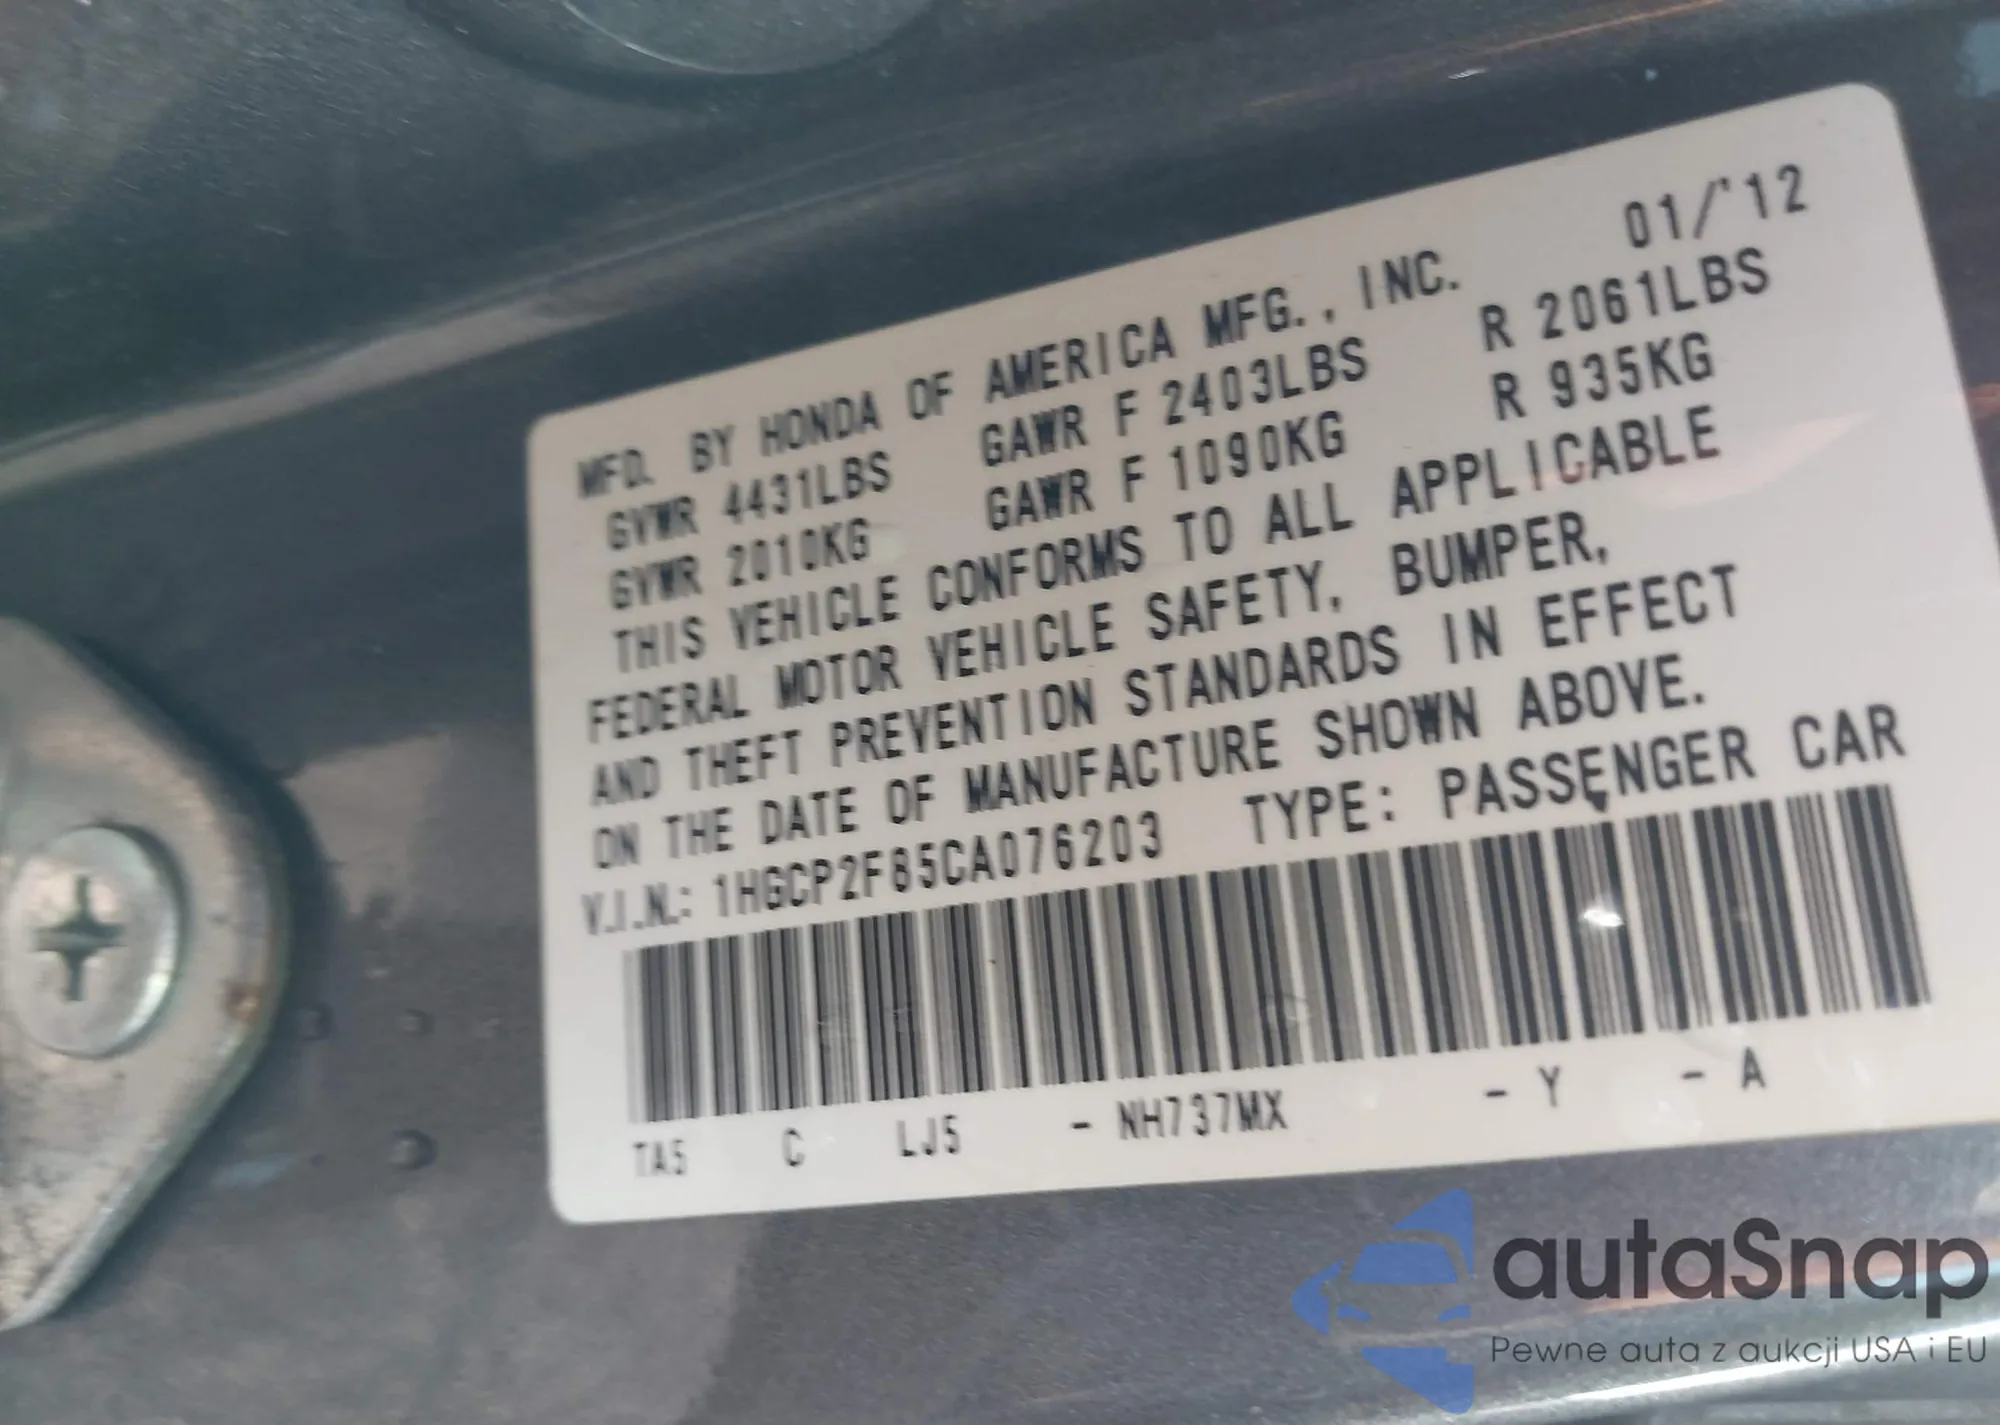 01/'12
MFD. BY HONDA OF AMERICA MFG., INC.
GVWR 4431LBS GAWR F 2403LBS R 2061LBS
GVWR 2010KG GAWR F 1090KG R 935KG
THIS VEHICLE CONFORMS TO ALL APPLICABLE
FEDERAL MOTOR VEHICLE SAFETY, BUMPER,
AND THEFT PREVENTION STANDARDS IN EFFECT
ON THE DATE OF MANUFACTURE SHOWN ABOVE.
V.I.N.: 1HGCP2F85CA076203 TYPE: PASSENGER CAR
TA5 C LJ5 - NH737MX - Y - A
autaSnap
Pewne auta z aukcji USA i EU